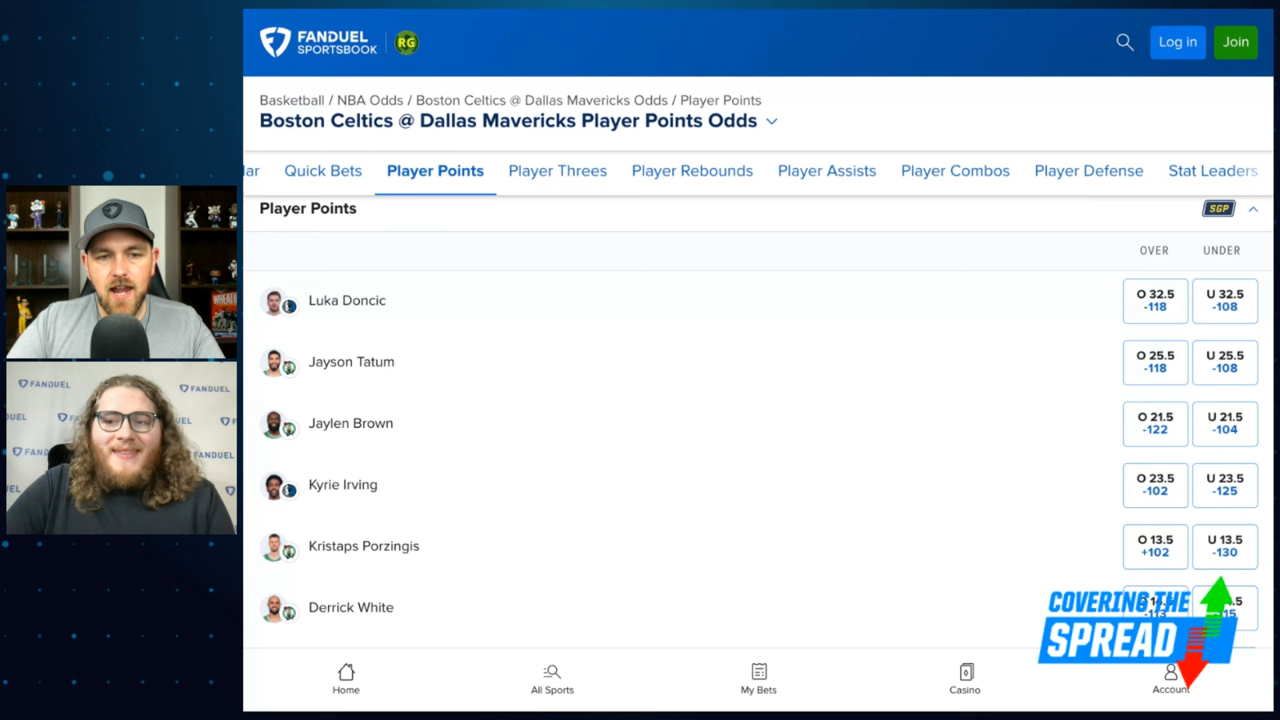 FANDUEL
SPORTSBOOK
RG
Log in
Join
Basketball / NBA Odds / Boston Celtics @ Dallas Mavericks Odds / Player Points
Boston Celtics @ Dallas Mavericks Player Points Odds
lar Quick Bets Player Points Player Threes Player Rebounds Player Assists Player Combos Player Defense Stat Leaders
Player Points
SGP
OVER UNDER
Luka Doncic
O 32.5 U 32.5
-118 -108
Jayson Tatum
O 25.5 U 25.5
-118 -108
Jaylen Brown
O 21.5 U 21.5
-122 -104
Kyrie Irving
O 23.5 U 23.5
-102 -125
Kristaps Porzingis
O 13.5 U 13.5
+102 -130
Derrick White
COVERING THE
SPREAD
Home All Sports My Bets Casino Account
FANDUEL
FANDUEL
FANDUEL